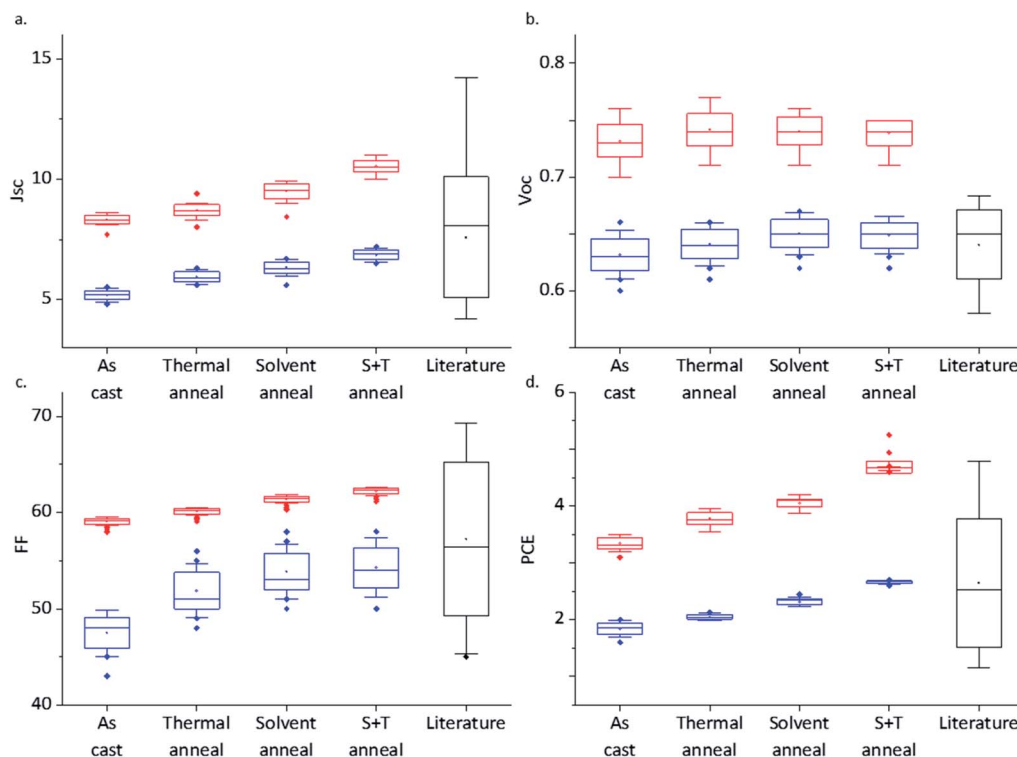 a.
15
10
5
Jsc
As Thermal Solvent S+T Literature
cast anneal anneal anneal
b.
0.8
0.7
0.6
Voc
As Thermal Solvent S+T Literature
cast anneal anneal anneal
c.
70
60
50
40
FF
As Thermal Solvent S+T Literature
cast anneal anneal anneal
d.
6
5
4
3
2
PCE
As Thermal Solvent S+T Literature
cast anneal anneal anneal